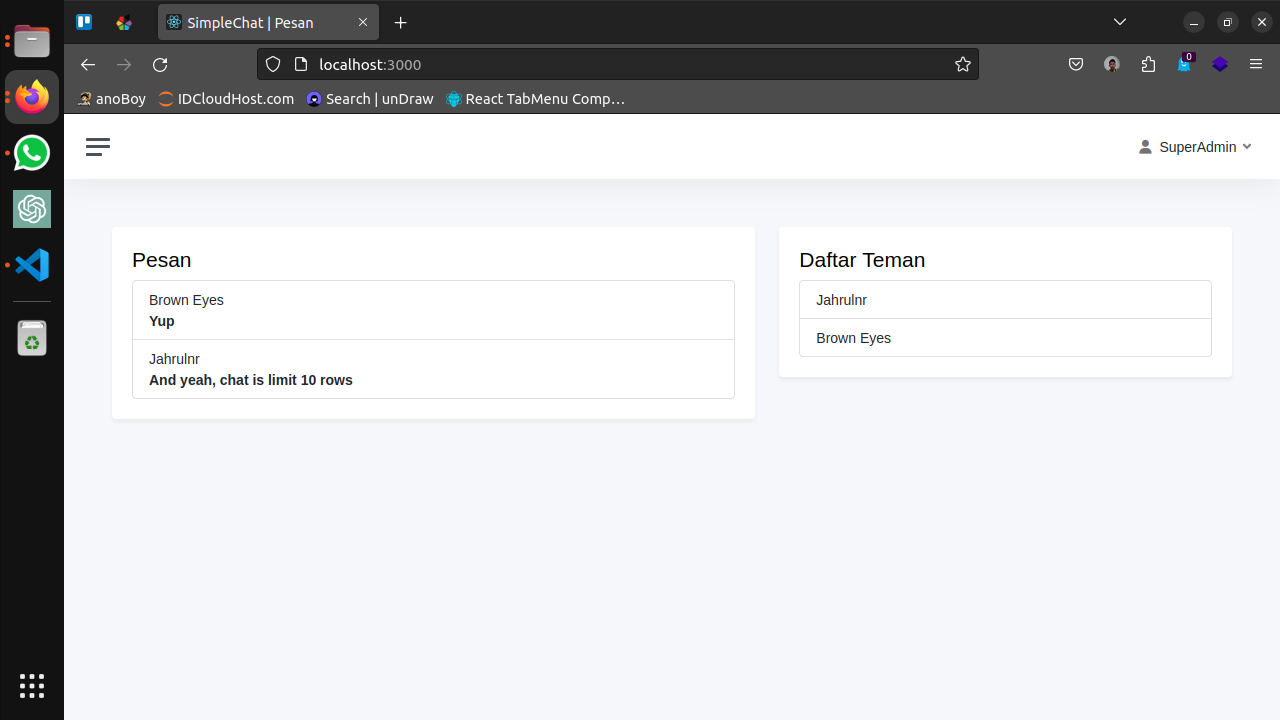 SimpleChat | Pesan
localhost:3000
0
anoBoy
IDCloudHost.com
Search | unDraw
React TabMenu Comp…
SuperAdmin
Pesan
Brown Eyes
Yup
Jahrulnr
And yeah, chat is limit 10 rows
Daftar Teman
Jahrulnr
Brown Eyes